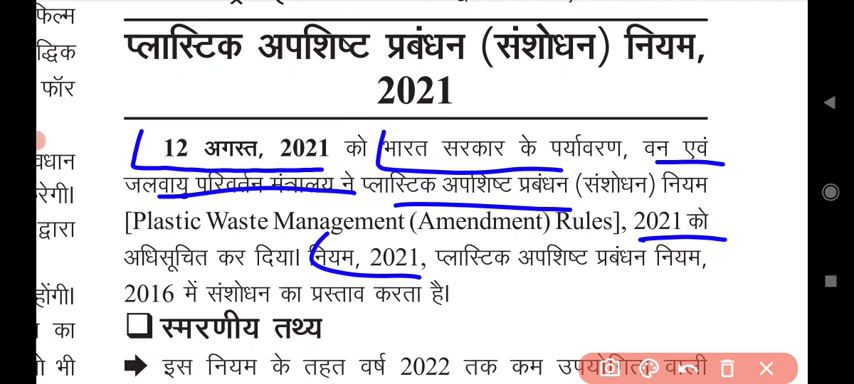 फिल्म
द्धिक
फॉर
वधान
रेगी।
द्वारा
होंगी।
का
भी
प्लास्टिक अपशिष्ट प्रबंधन (संशोधन) नियम,
2021
12 अगस्त, 2021 को भारत सरकार के पर्यावरण, वन एवं
जलवायु परिवर्तन मंत्रालय ने प्लास्टिक अपशिष्ट प्रबंधन (संशोधन) नियम
[Plastic Waste Management (Amendment) Rules], 2021 को
अधिसूचित कर दिया। नियम, 2021, प्लास्टिक अपशिष्ट प्रबंधन नियम,
2016 में संशोधन का प्रस्ताव करता है।
स्मरणीय तथ्य
इस नियम के तहत वर्ष 2022 तक कम उपयोगिता वाली